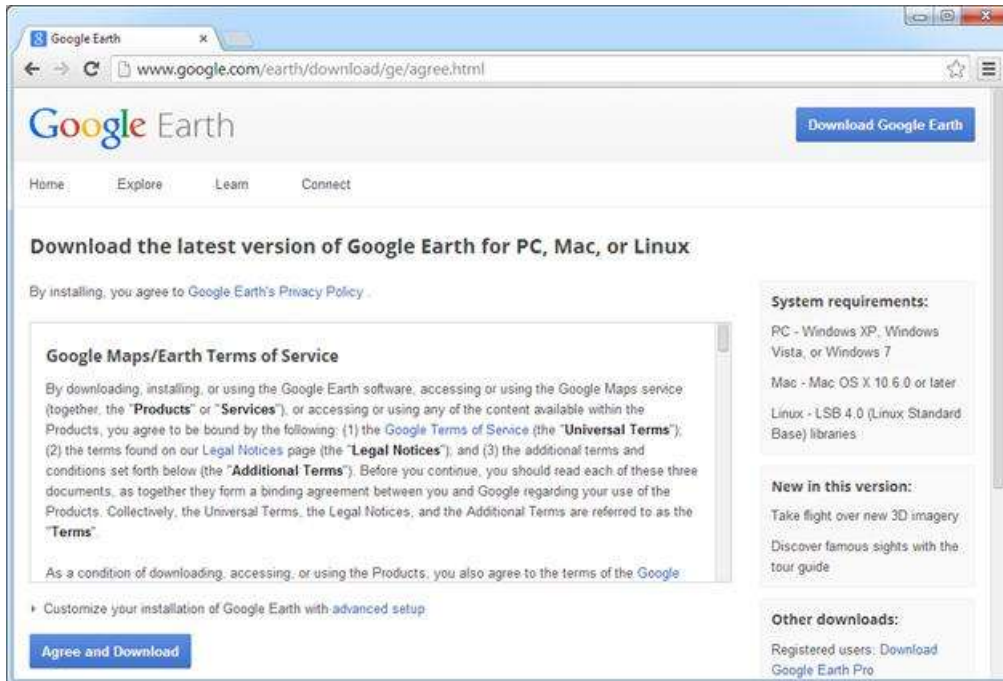 Google Earth
www.google.com/earth/download/ge/agree.html
Google Earth
Download Google Earth
Home Explore Learn Connect
Download the latest version of Google Earth for PC, Mac, or Linux
By installing, you agree to Google Earth's Privacy Policy .
Google Maps/Earth Terms of Service
By downloading, installing, or using the Google Earth software, accessing or using the Google Maps service
(together, the "Products" or "Services"), or accessing or using any of the content available within the
Products, you agree to be bound by the following: (1) the Google Terms of Service (the "Universal Terms");
(2) the terms found on our Legal Notices page (the "Legal Notices"); and (3) the additional terms and
conditions set forth below (the "Additional Terms"). Before you continue, you should read each of these three
documents, as together they form a binding agreement between you and Google regarding your use of the
Products. Collectively, the Universal Terms, the Legal Notices, and the Additional Terms are referred to as the
"Terms".
As a condition of downloading, accessing, or using the Products, you also agree to the terms of the Google
Customize your installation of Google Earth with advanced setup
Agree and Download
System requirements:
PC - Windows XP, Windows
Vista, or Windows 7
Mac - Mac OS X 10.6.0 or later
Linux - LSB 4.0 (Linux Standard
Base) libraries
New in this version:
Take flight over new 3D imagery
Discover famous sights with the
tour guide
Other downloads:
Registered users: Download
Google Earth Pro